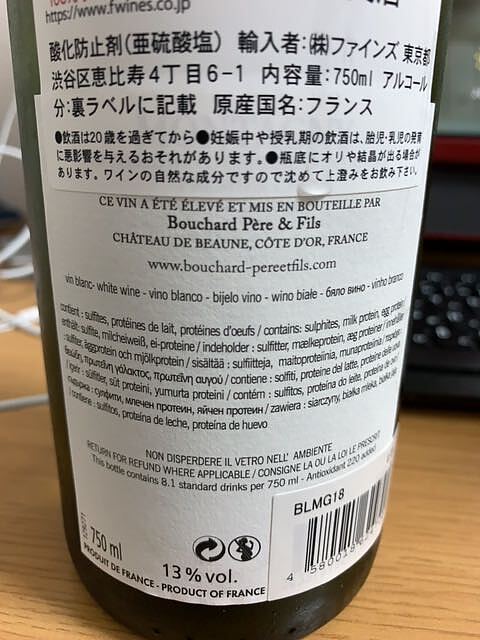 https://www.fwines.co.jp
酸化防止剤(亜硫酸塩) 輸入者:㈱ファインズ 東京都
渋谷区恵比寿4丁目6-1 内容量:750ml アルコール
分:裏ラベルに記載 原産国名:フランス
●飲酒は20歳を過ぎてから●妊娠中や授乳期の飲酒は、胎児・乳児の発育
に悪影響を与えるおそれがあります。●瓶底にオリや結晶が出る場合が
あります。ワインの自然な成分ですので沈めて上澄みをお飲み下さい。
CE VIN A ÉTÉ ÉLEVÉ ET MIS EN BOUTEILLE PAR
Bouchard Père & Fils
CHÂTEAU DE BEAUNE, CÔTE D'OR, FRANCE
www.bouchard-pereetfils.com
vin blanc- white wine - vino blanco - bijelo vino - wino białe - бяло вино - vinho branco
contient : sulfites, protéines de lait, protéines d'oeufs / contains: sulphites, milk protein, egg protein /
enthält: sulfite, milcheiweiß, ei-proteine / indeholder : sulfitter, mælkeprotein, æg proteiner / inneholder
: sulfiter, äggprotein och mjölkprotein / sisältää : sulfiitteja, maitoproteiinia, munaproteiinia /
θειώδη, πρωτεΐνη γάλακτος, πρωτεΐνη αυγού / contiene : solfiti, proteine del latte, proteine delle uova
: sulfitler, süt proteini, yumurta proteini / contém : sulfitos, proteína do leite, proteína de ovo
сулфити, млечен протеин, яйчен протеин / zawiera : siarczyny, białka mleka, białka
/ contiene : sulfitos, proteína de leche, proteína de huevo
NON DISPERDERE IL VETRO NELL' AMBIENTE
RETURN FOR REFUND WHERE APPLICABLE / CONSIGNE LÀ OÙ LA LOI LE PRESCRIT
This bottle contains 8.1 standard drinks per 750 ml - Antioxidant 220 added
BLMG18
750 ml
13 % vol.
PRODUIT DE FRANCE - PRODUCT OF FRANCE